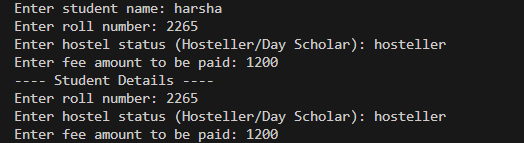 Enter student name: harsha
Enter roll number: 2265
Enter hostel status (Hosteller/Day Scholar): hosteller
Enter fee amount to be paid: 1200
---- Student Details ----
Enter roll number: 2265
Enter hostel status (Hosteller/Day Scholar): hosteller
Enter fee amount to be paid: 1200